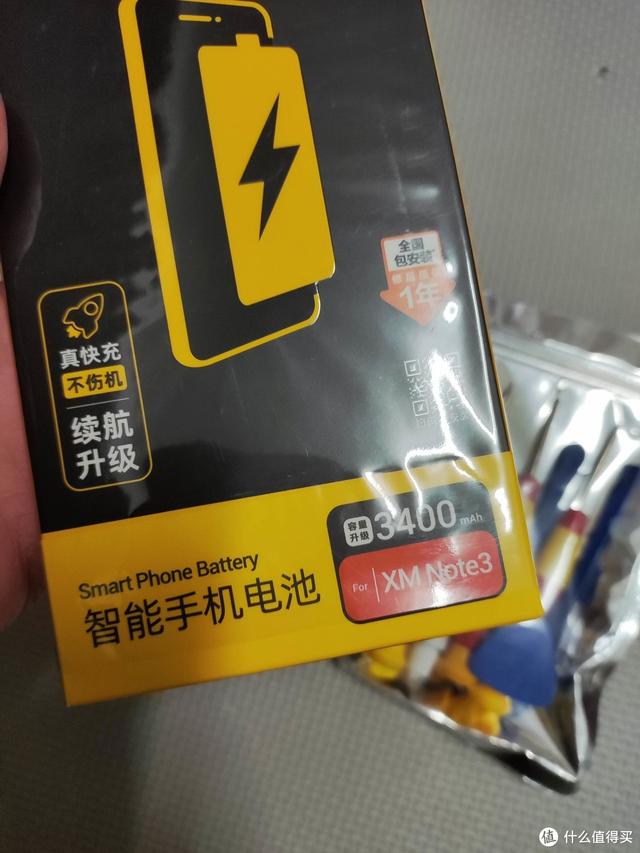 全国
包安装
1年
真快充
不伤机
续航
升级
容量
升级
3400 mAh
For XM Note3
Smart Phone Battery
智能手机电池
值 什么值得买